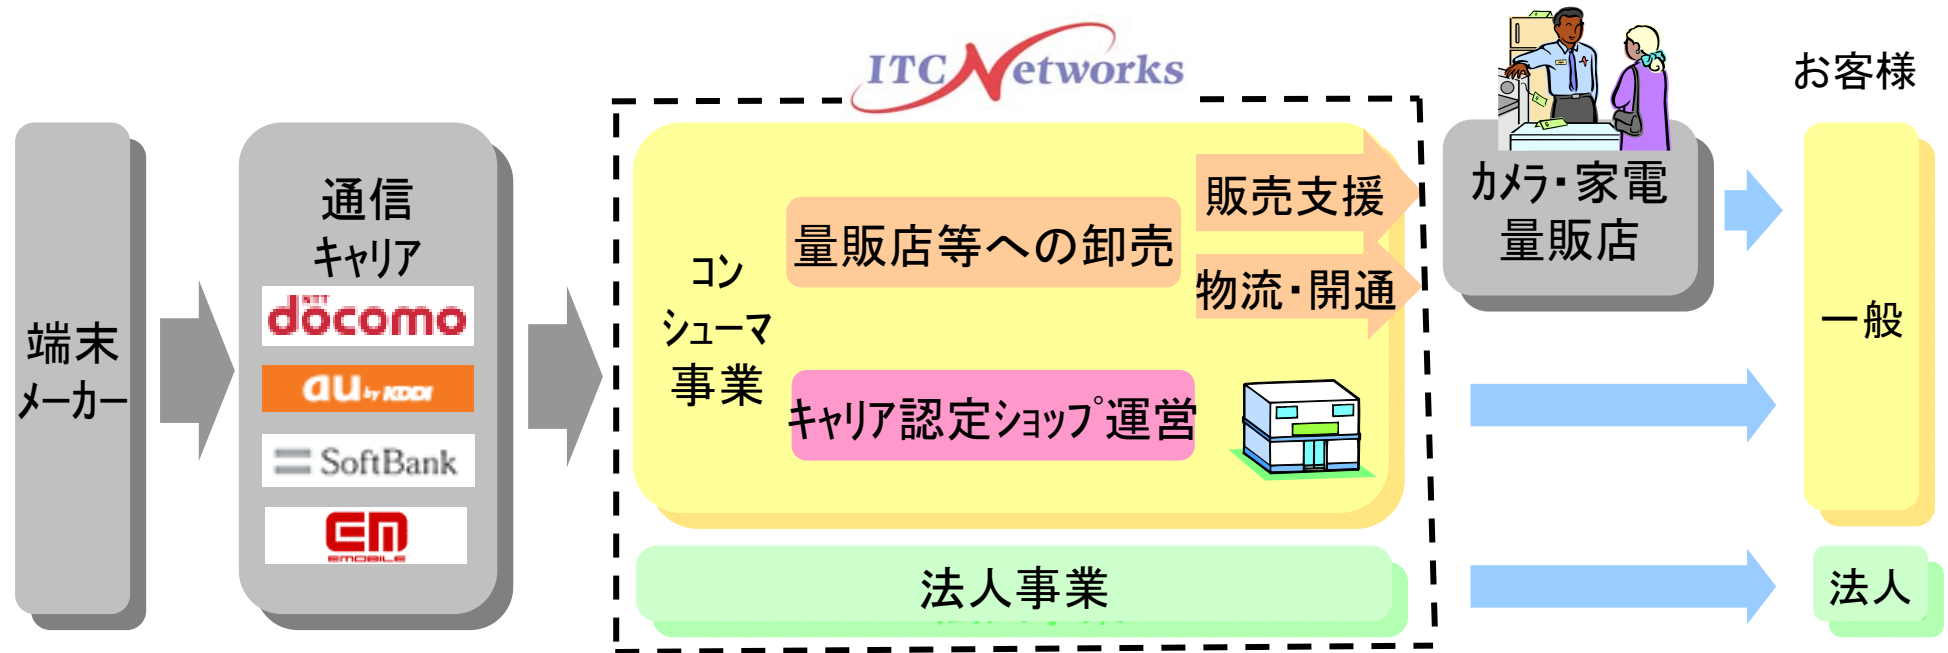 ITCNetworks
お客様
端末
メーカー
通信
キャリア
NTT
docomo
au by KDDI
SoftBank
EM
EMOBILE
コン
シューマ
事業
量販店等への卸売
販売支援
物流・開通
キャリア認定ショップ運営
カメラ・家電
量販店
一般
法人事業
法人